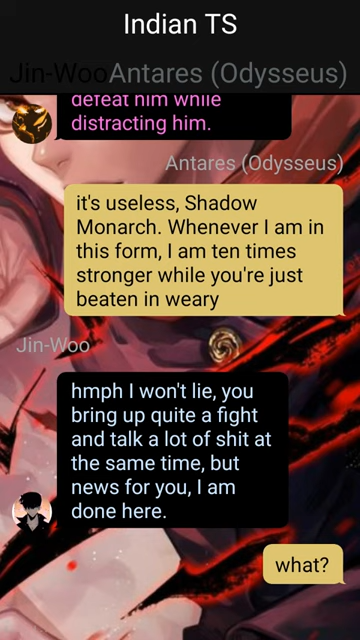 Indian TS
Jin-Woo Antares (Odysseus)
defeat him while
distracting him.
Antares (Odysseus)
it's useless, Shadow
Monarch. Whenever I am in
this form, I am ten times
stronger while you're just
beaten in weary
Jin-Woo
hmph I won't lie, you
bring up quite a fight
and talk a lot of shit at
the same time, but
news for you, I am
done here.
what?